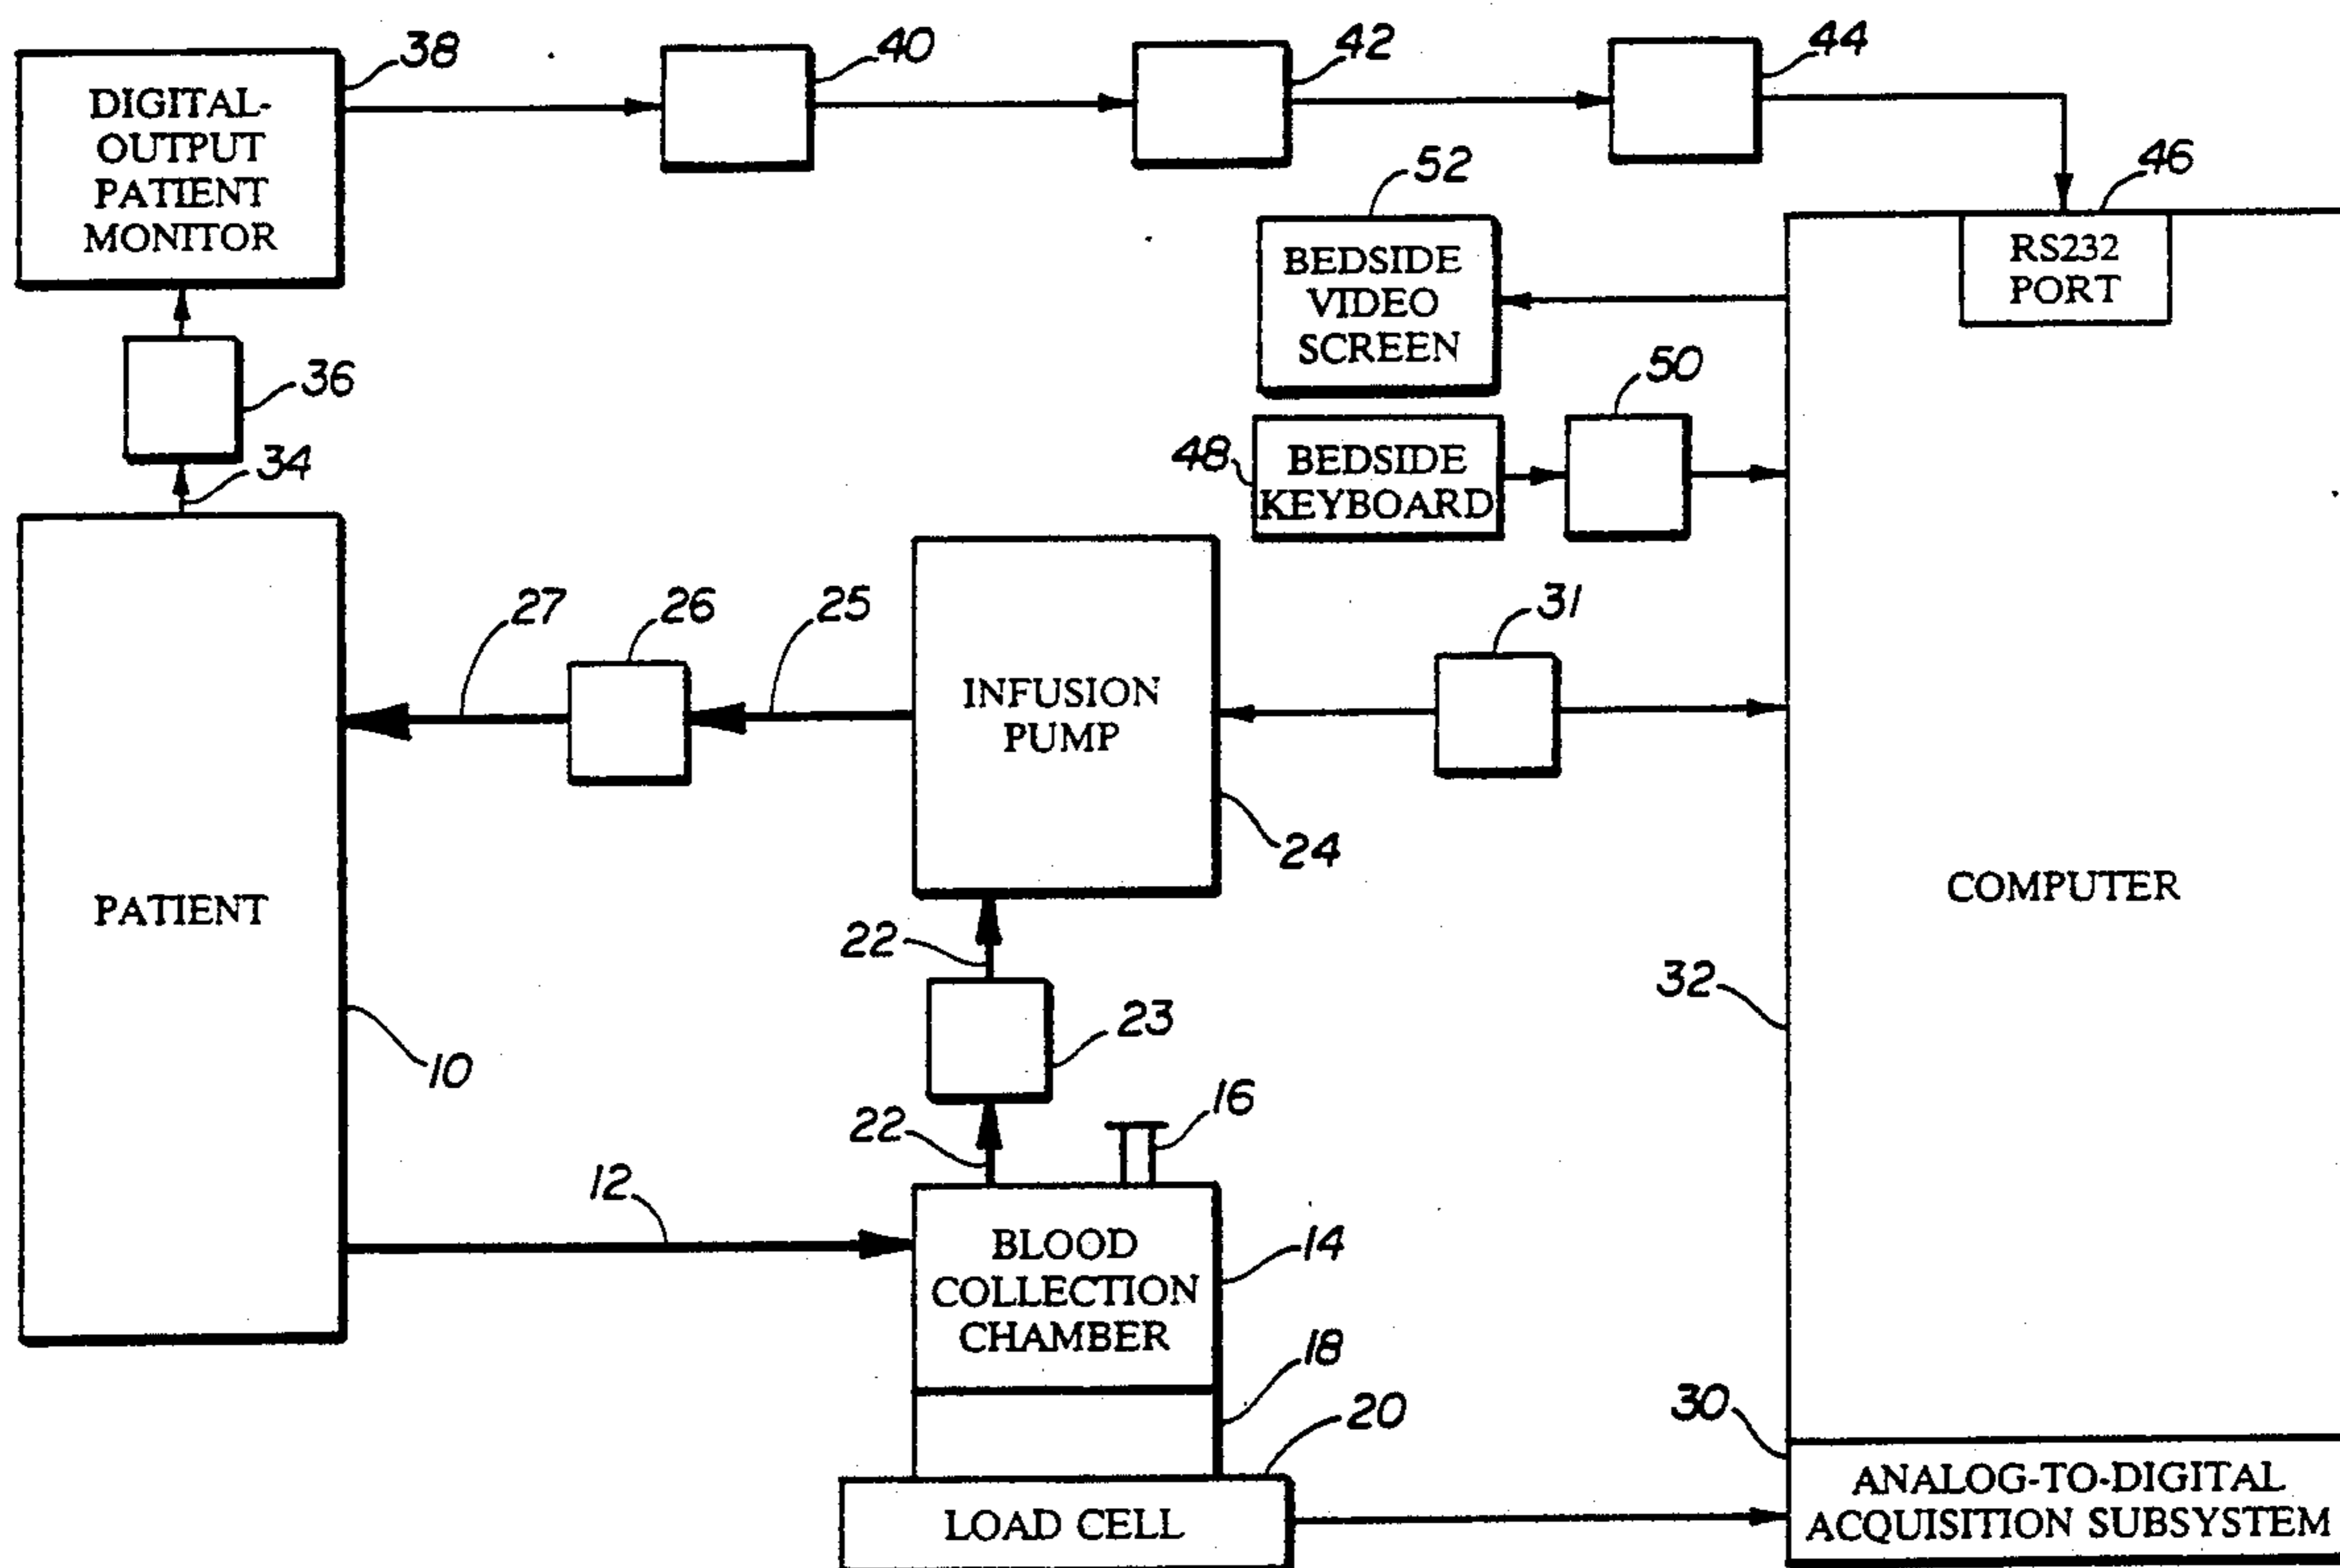 38
40
42
44
DIGITAL-
OUTPUT
PATIENT
MONITOR
52
46
BEDSIDE
VIDEO
SCREEN
RS232
PORT
36
50
34
48
BEDSIDE
KEYBOARD
27
26
25
31
INFUSION
PUMP
24
PATIENT
COMPUTER
22
32
23
10
16
22
12
BLOOD
COLLECTION
CHAMBER
14
18
30
20
LOAD CELL
ANALOG-TO-DIGITAL
ACQUISITION SUBSYSTEM